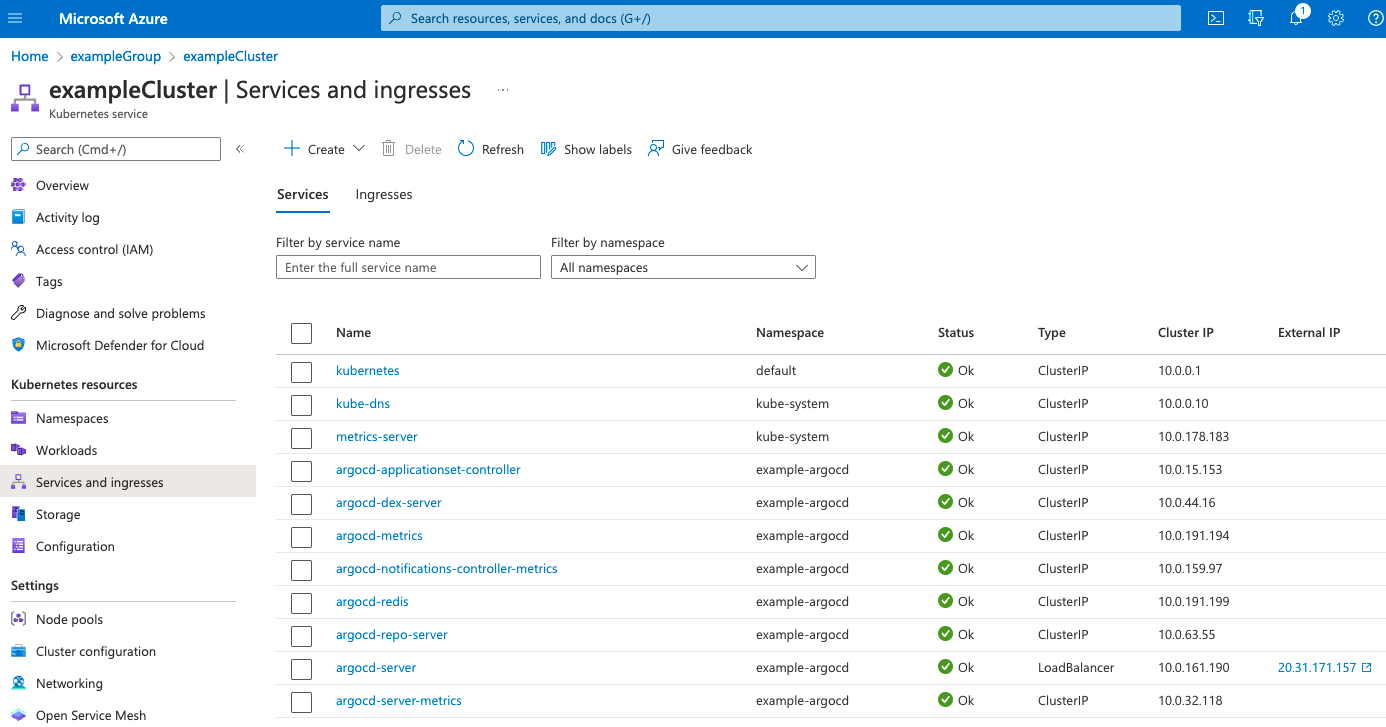 Microsoft Azure
Search resources, services, and docs (G+/)
1
Home > exampleGroup > exampleCluster
exampleCluster | Services and ingresses ...
Kubernetes service
Search (Cmd+/)
«
Create
Delete
Refresh
Show labels
Give feedback
Overview
Activity log
Access control (IAM)
Tags
Diagnose and solve problems
Microsoft Defender for Cloud
Kubernetes resources
Namespaces
Workloads
Services and ingresses
Storage
Configuration
Settings
Node pools
Cluster configuration
Networking
Open Service Mesh
Services Ingresses
Filter by service name Filter by namespace
Enter the full service name All namespaces
Name Namespace Status Type Cluster IP External IP
kubernetes default Ok ClusterIP 10.0.0.1
kube-dns kube-system Ok ClusterIP 10.0.0.10
metrics-server kube-system Ok ClusterIP 10.0.178.183
argocd-applicationset-controller example-argocd Ok ClusterIP 10.0.15.153
argocd-dex-server example-argocd Ok ClusterIP 10.0.44.16
argocd-metrics example-argocd Ok ClusterIP 10.0.191.194
argocd-notifications-controller-metrics example-argocd Ok ClusterIP 10.0.159.97
argocd-redis example-argocd Ok ClusterIP 10.0.191.199
argocd-repo-server example-argocd Ok ClusterIP 10.0.63.55
argocd-server example-argocd Ok LoadBalancer 10.0.161.190 20.31.171.157
argocd-server-metrics example-argocd Ok ClusterIP 10.0.32.118